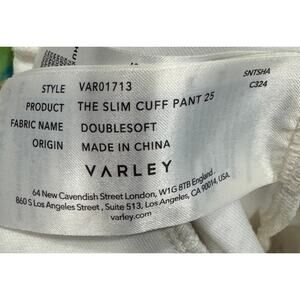 STYLE VAR01713
PRODUCT THE SLIM CUFF PANT 25
FABRIC NAME DOUBLESOFT
ORIGIN MADE IN CHINA
SNTSHA
C324
VARLEY
64 New Cavendish Street London, W1G 8TB England
860 S Los Angeles Street, Suite 513, Los Angeles, CA 90014, USA
varley.com